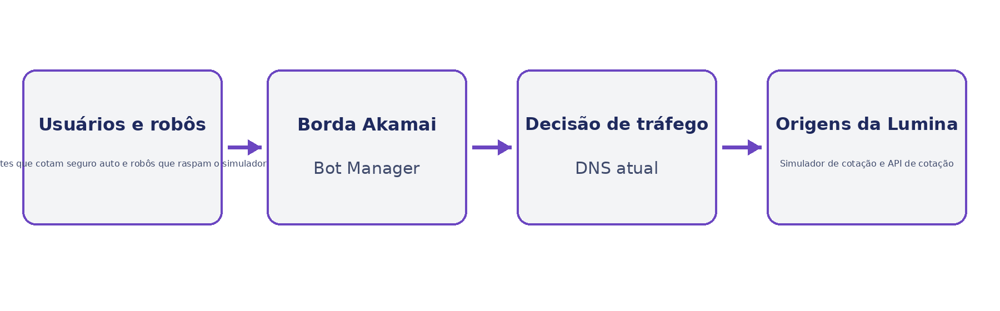 Usuários e robôs
que cotam seguro auto e robôs que raspam o simulador
Borda Akamai
Bot Manager
Decisão de tráfego
DNS atual
Origens da Lumina
Simulador de cotação e API de cotação